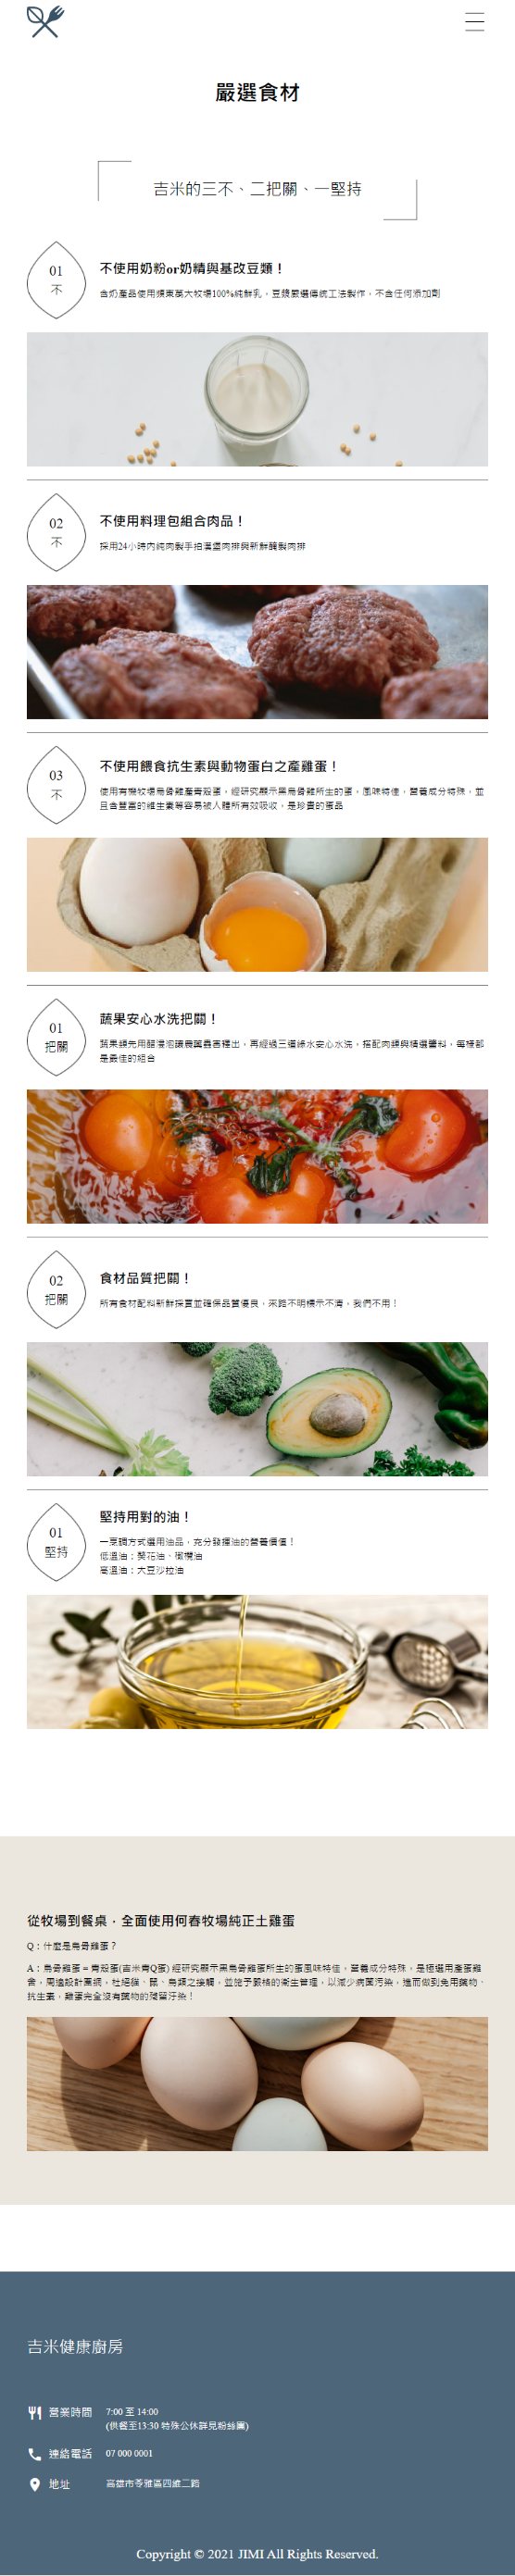 嚴選食材
吉米的三不、二把關、一堅持
01
不
不使用奶粉or奶精與基改豆類！
含奶產品使用屏東萬大牧場100%純鮮乳，豆漿嚴選傳統工法製作，不含任何添加劑
02
不
不使用料理包組合肉品！
採用24小時內純肉製手拍漢堡肉排與新鮮醃製肉排
03
不
不使用餵食抗生素與動物蛋白之產雞蛋！
使用有機牧場烏骨雞產青殼蛋，經研究顯示黑烏骨雞所生的蛋，風味特佳，營養成分特殊，並
且含豐富的維生素等容易被人體所有效吸收，是珍貴的蛋品
01
把關
蔬果安心水洗把關！
蔬果類先用醋浸泡讓農藥蟲害釋出，再經過三道綠水安心水洗，搭配肉類與精選醬料，每樣都
是最佳的組合
02
把關
食材品質把關！
所有食材配料新鮮採買並確保品質優良，來路不明標示不清，我們不用！
01
堅持
堅持用對的油！
一烹調方式選用油品，充分發揮油的營養價值！
低溫油：葵花油、橄欖油
高溫油：大豆沙拉油
從牧場到餐桌，全面使用何春牧場純正土雞蛋
Q：什麼是烏骨雞蛋？
A：烏骨雞蛋＝青殼蛋(吉米青Q蛋) 經研究顯示黑烏骨雞蛋所生的蛋風味特佳，營養成分特殊，是極選用產蛋雞
舍，周邊設計圍網，杜絕貓、鼠、鳥類之接觸，並施予嚴格的衛生管理，以減少病菌污染，進而做到免用藥物、
抗生素，雞蛋完全沒有藥物的殘留汙染！
吉米健康廚房
營業時間 7:00 至 14:00
(供餐至13:30 特殊公休詳見粉絲團)
連絡電話 07 000 0001
地址 高雄市苓雅區四維二路
Copyright © 2021 JIMI All Rights Reserved.